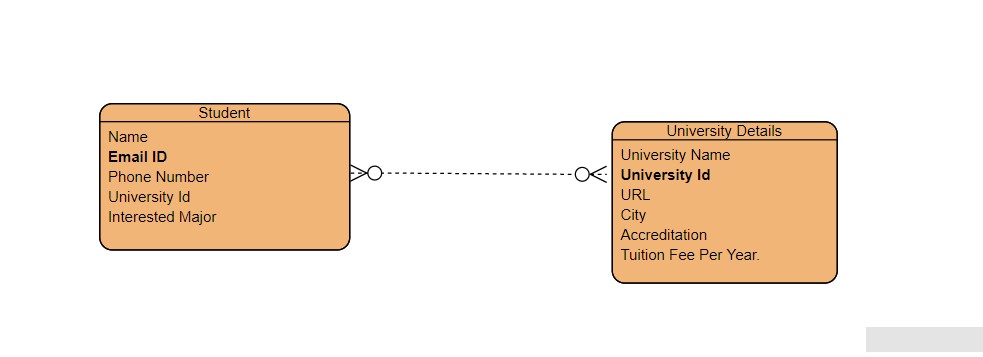 Student
Name
Email ID
Phone Number
University Id
Interested Major
University Details
University Name
University Id
URL
City
Accreditation
Tuition Fee Per Year.